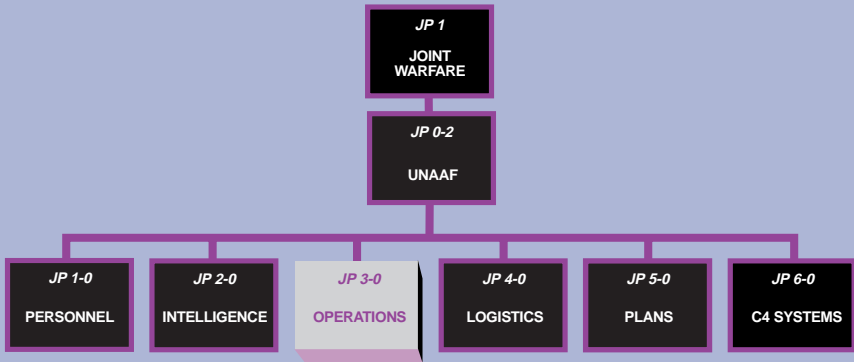 JP 1
JOINT
WARFARE
JP 0-2
UNAAF
JP 1-0
PERSONNEL
JP 2-0
INTELLIGENCE
JP 3-0
OPERATIONS
JP 4-0
LOGISTICS
JP 5-0
PLANS
JP 6-0
C4 SYSTEMS